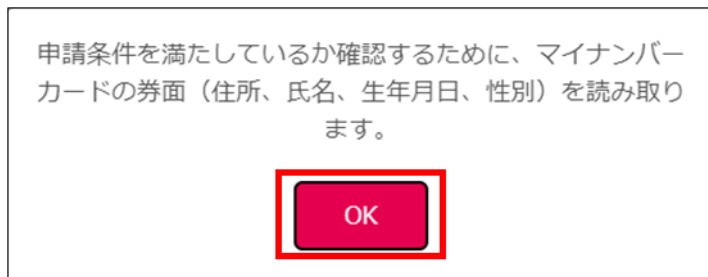 申請条件を満たしているか確認するために、マイナンバー
カードの券面（住所、氏名、生年月日、性別）を読み取り
ます。
OK